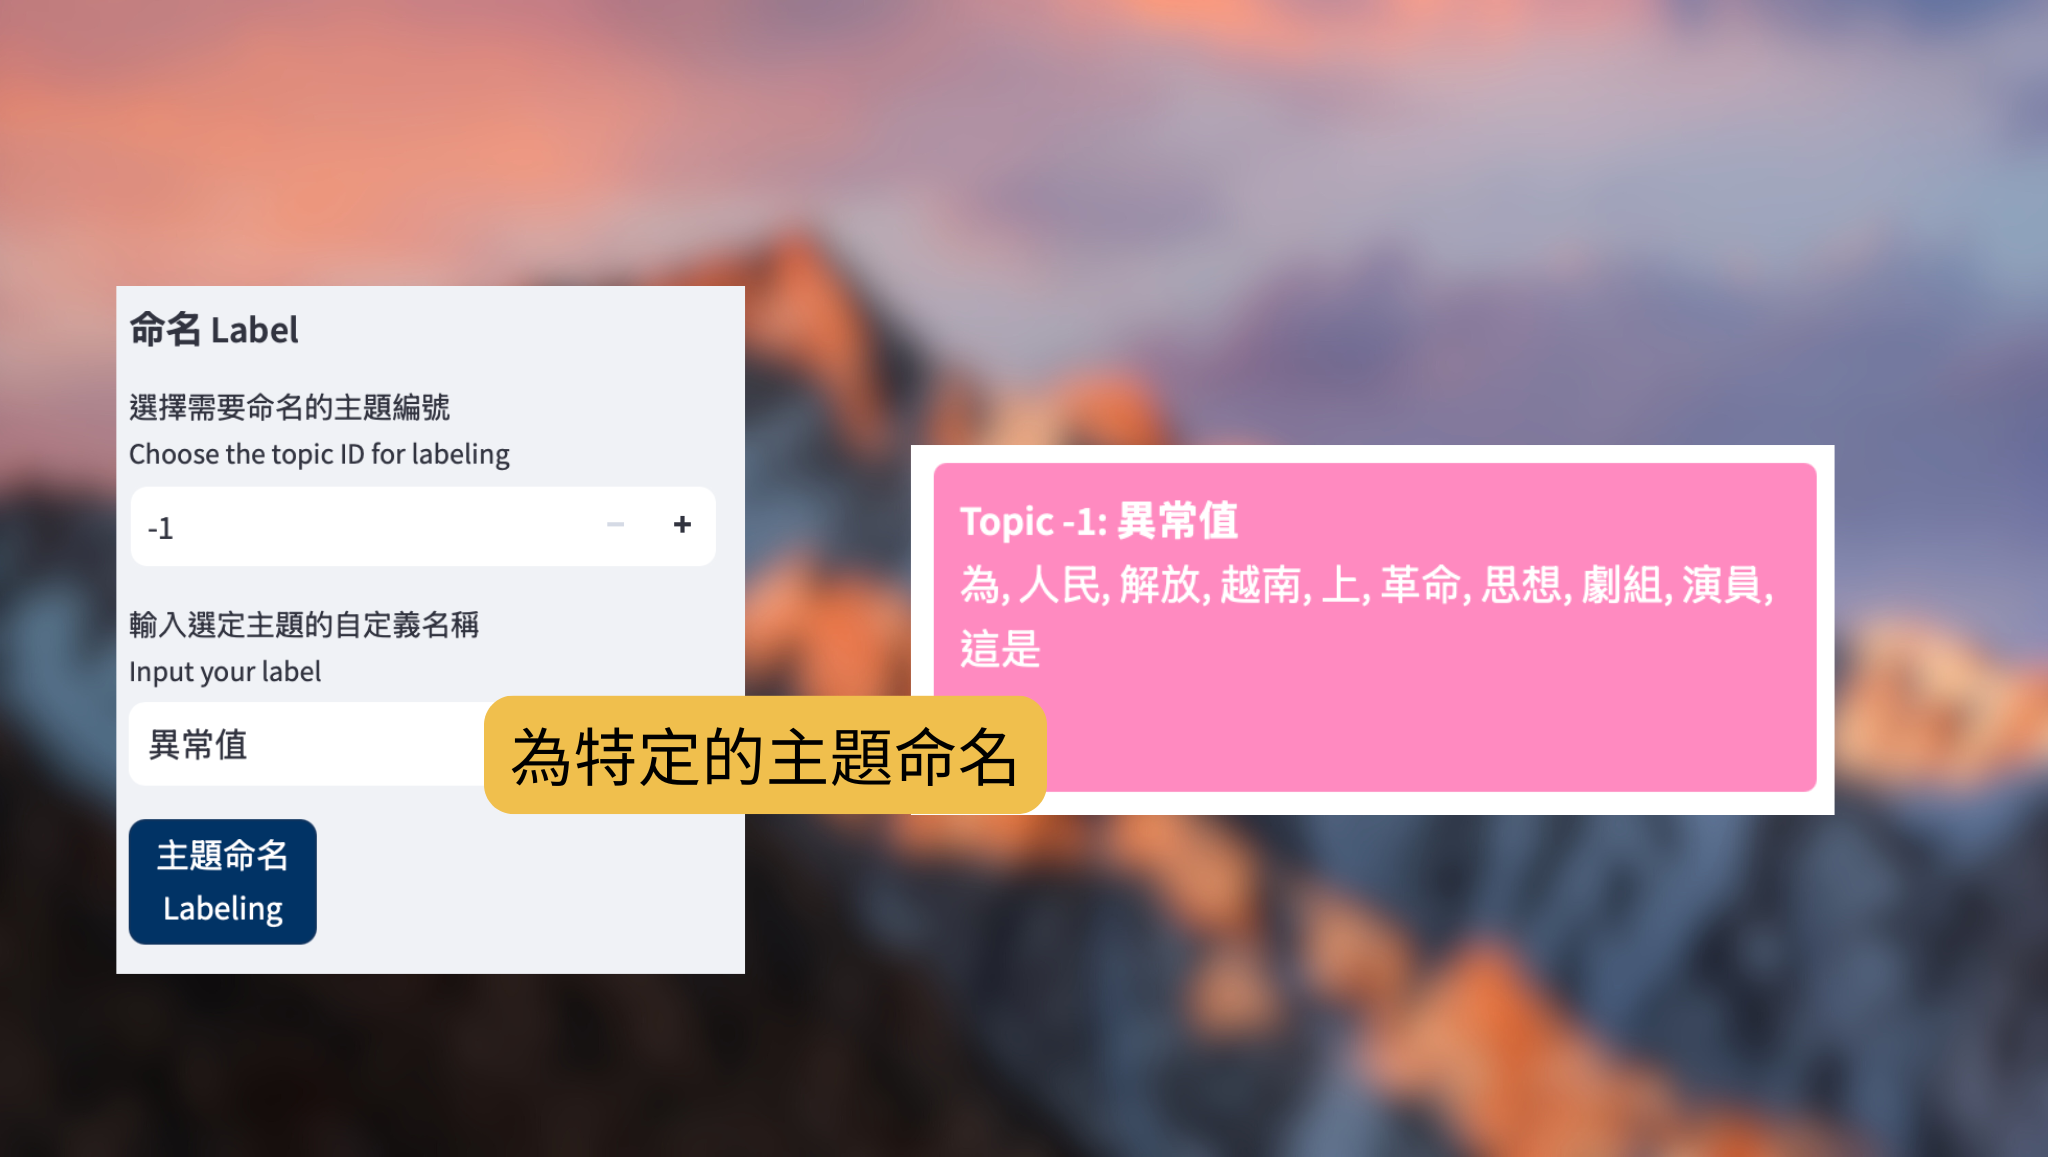 命名 Label
選擇需要命名的主題編號
Choose the topic ID for labeling
-1 − +
輸入選定主題的自定義名稱
Input your label
異常值
主題命名
Labeling
為特定的主題命名
Topic -1: 異常值
為, 人民, 解放, 越南, 上, 革命, 思想, 劇組, 演員,
這是